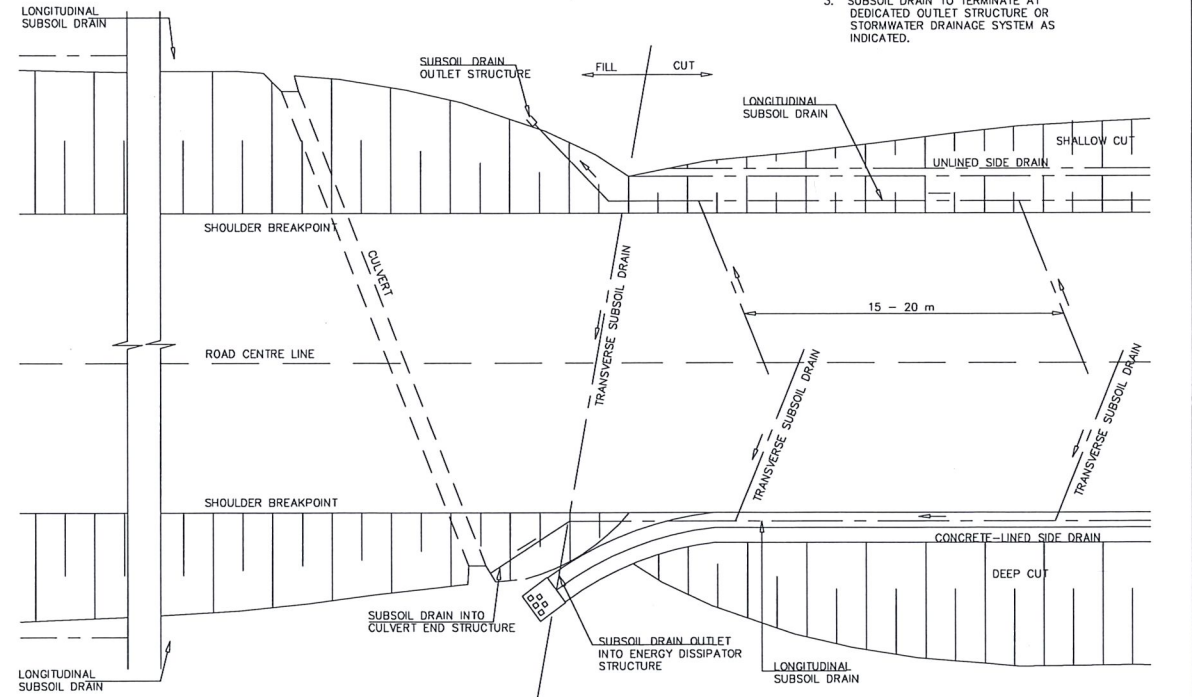 LONGITUDINAL
SUBSOIL DRAIN
3. SUBSOIL DRAIN TO TERMINATE AT
DEDICATED OUTLET STRUCTURE OR
STORMWATER DRAINAGE SYSTEM AS
INDICATED.
SUBSOIL DRAIN
OUTLET STRUCTURE
FILL
CUT
LONGITUDINAL
SUBSOIL DRAIN
SHALLOW CUT
UNLINED SIDE DRAIN
SHOULDER BREAKPOINT
CULVERT
TRANSVERSE SUBSOIL DRAIN
15 – 20 m
ROAD CENTRE LINE
TRANSVERSE SUBSOIL DRAIN
TRANSVERSE SUBSOIL DRAIN
SHOULDER BREAKPOINT
CONCRETE-LINED SIDE DRAIN
DEEP CUT
SUBSOIL DRAIN INTO
CULVERT END STRUCTURE
SUBSOIL DRAIN OUTLET
INTO ENERGY DISSIPATOR
STRUCTURE
LONGITUDINAL
SUBSOIL DRAIN
LONGITUDINAL
SUBSOIL DRAIN